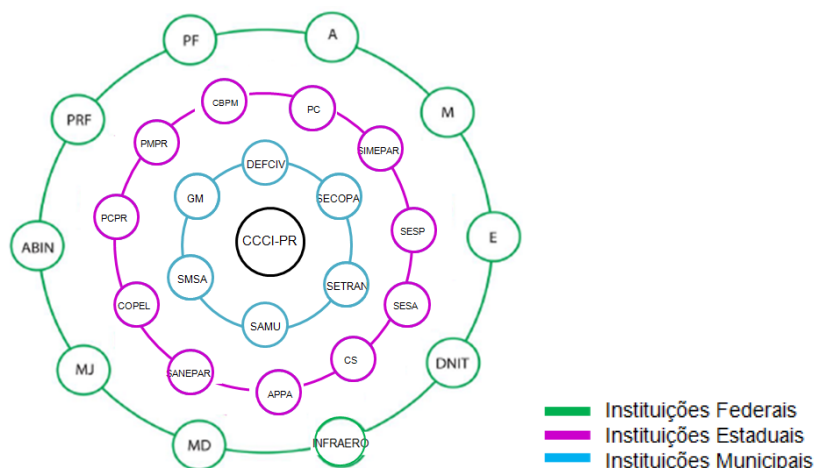 A
PF
M
PRF
CBPM
PC
PMPR
SIMEPAR
DEFCIV
GM
SECOPA
PCPR
SESP
E
CCCI-PR
ABIN
SMSA
SETRAN
COPEL
SESA
SAMU
CS
DNIT
MJ
SANEPAR
APPA
INFRAERO
MD
Instituições Federais
Instituições Estaduais
Instituições Municipais